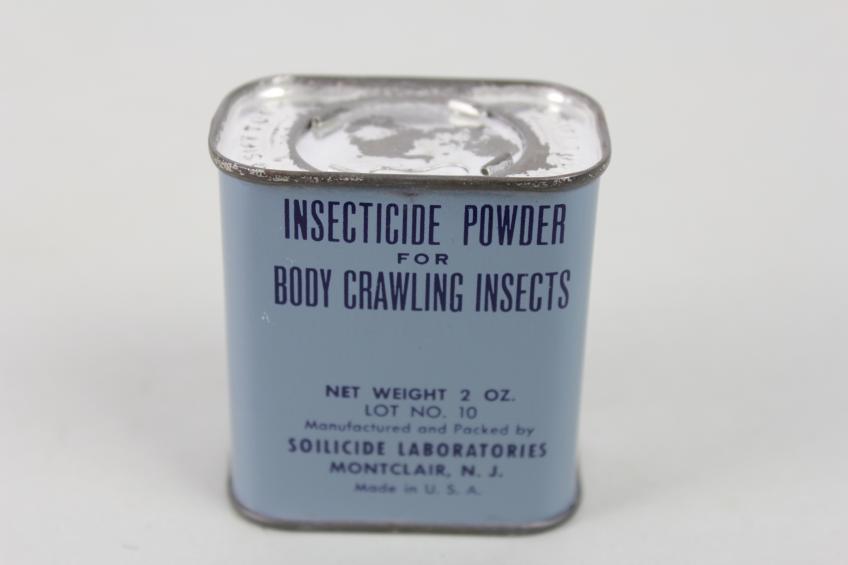 INSECTICIDE POWDER
FOR
BODY CRAWLING INSECTS
NET WEIGHT 2 OZ.
LOT NO. 10
Manufactured and Packed by
SOILICIDE LABORATORIES
MONTCLAIR, N. J.
Made in U. S. A.